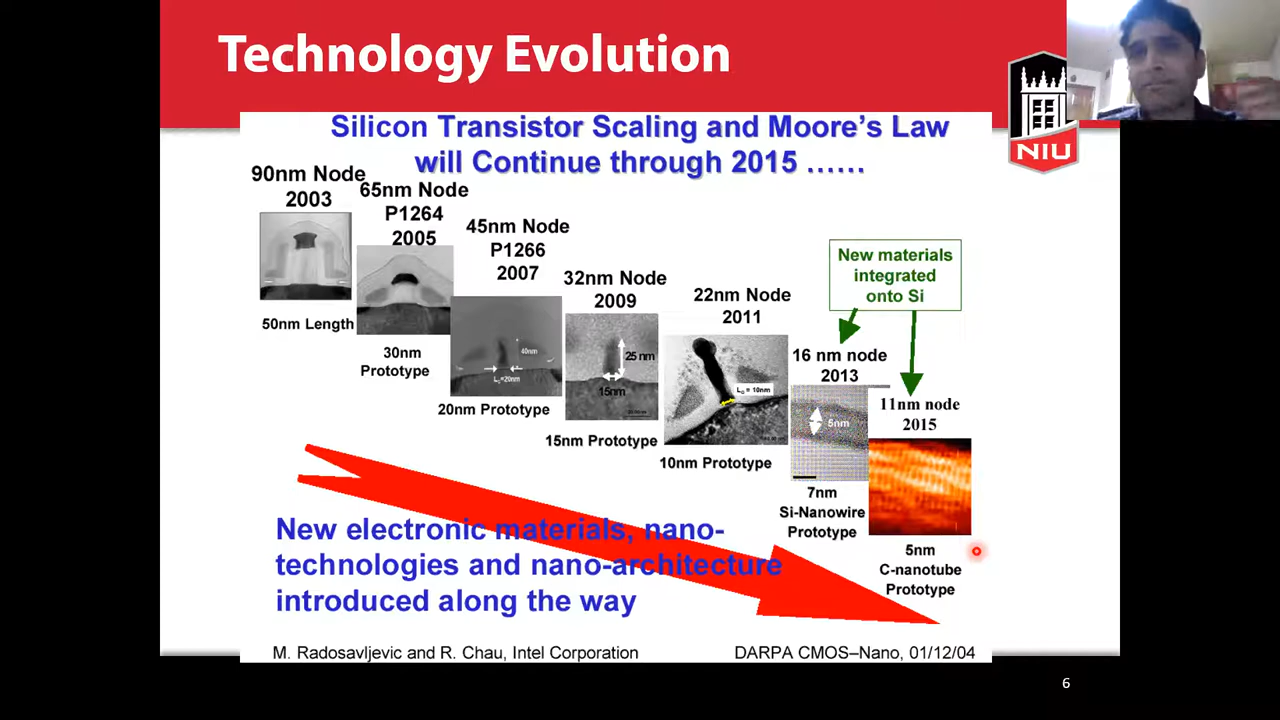 Technology Evolution
NIU
Silicon Transistor Scaling and Moore's Law
will Continue through 2015 ......
90nm Node
2003
50nm Length
65nm Node
P1264
2005
30nm
Prototype
45nm Node
P1266
2007
40nm
20nm Prototype
32nm Node
2009
25 nm
15nm
15nm Prototype
22nm Node
2011
10nm Prototype
New materials
integrated
onto Si
16 nm node
2013
5nm
7nm
Si-Nanowire
Prototype
11nm node
2015
5nm
C-nanotube
Prototype
New electronic materials, nano-
technologies and nano-architecture
introduced along the way
M. Radosavljevic and R. Chau, Intel Corporation
DARPA CMOS–Nano, 01/12/04
6